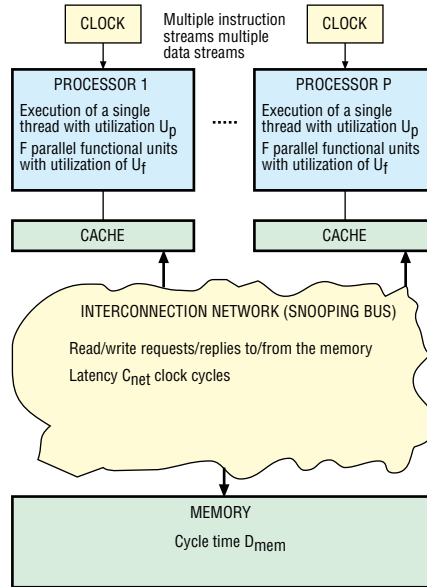 CLOCK
Multiple instruction
streams multiple
data streams
CLOCK
PROCESSOR 1
Execution of a single
thread with utilization Up
F parallel functional units
with utilization of Uf
.....
PROCESSOR P
Execution of a single
thread with utilization Up
F parallel functional units
with utilization of Uf
CACHE
CACHE
INTERCONNECTION NETWORK (SNOOPING BUS)
Read/write requests/replies to/from the memory
Latency Cnet clock cycles
MEMORY
Cycle time Dmem